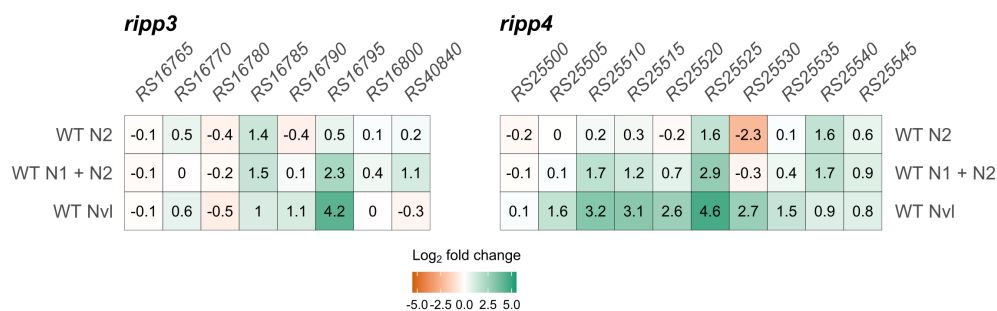 ripp3
ripp4
RS16765 RS16770 RS16780 RS16785 RS16790 RS16795 RS16800 RS40840
RS25500 RS25505 RS25510 RS25515 RS25520 RS25525 RS25530 RS25535 RS25540 RS25545
WT N2 -0.1 0.5 -0.4 1.4 -0.4 0.5 0.1 0.2
-0.2 0 0.2 0.3 -0.2 1.6 -2.3 0.1 1.6 0.6 WT N2
WT N1 + N2 -0.1 0 -0.2 1.5 0.1 2.3 0.4 1.1
-0.1 0.1 1.7 1.2 0.7 2.9 -0.3 0.4 1.7 0.9 WT N1 + N2
WT Nvl -0.1 0.6 -0.5 1 1.1 4.2 0 -0.3
0.1 1.6 3.2 3.1 2.6 4.6 2.7 1.5 0.9 0.8 WT Nvl
Log₂ fold change
-5.0 -2.5 0.0 2.5 5.0